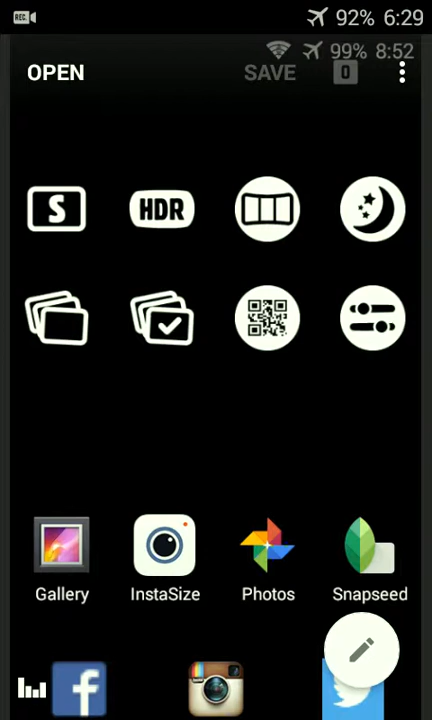 REC 92% 6:29
99% 8:52
OPEN SAVE 0
S HDR
Gallery InstaSize Photos Snapseed
f